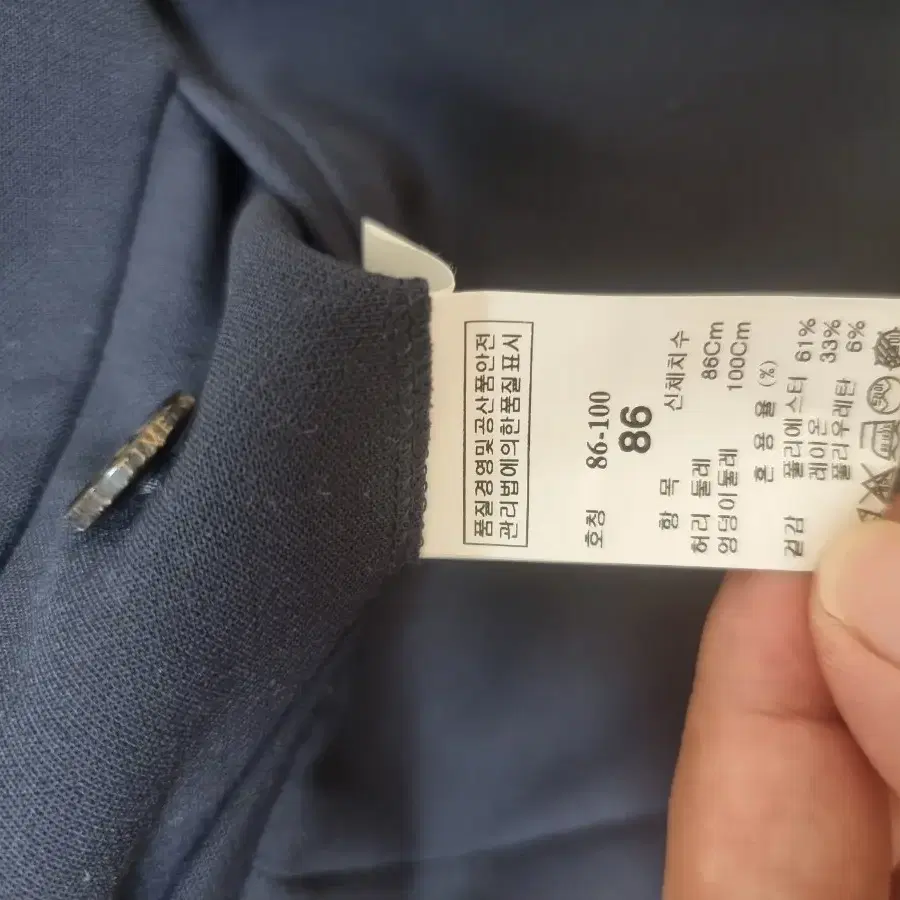 품질경영및공산품안전
관리법에의한품질표시
호칭 86-100
86
항 목 신체치수
허리 둘레 86Cm
엉덩이 둘레 100Cm
혼 용 율 (%)
겉감 폴리에스터 61%
레이온 33%
폴리우레탄 6%